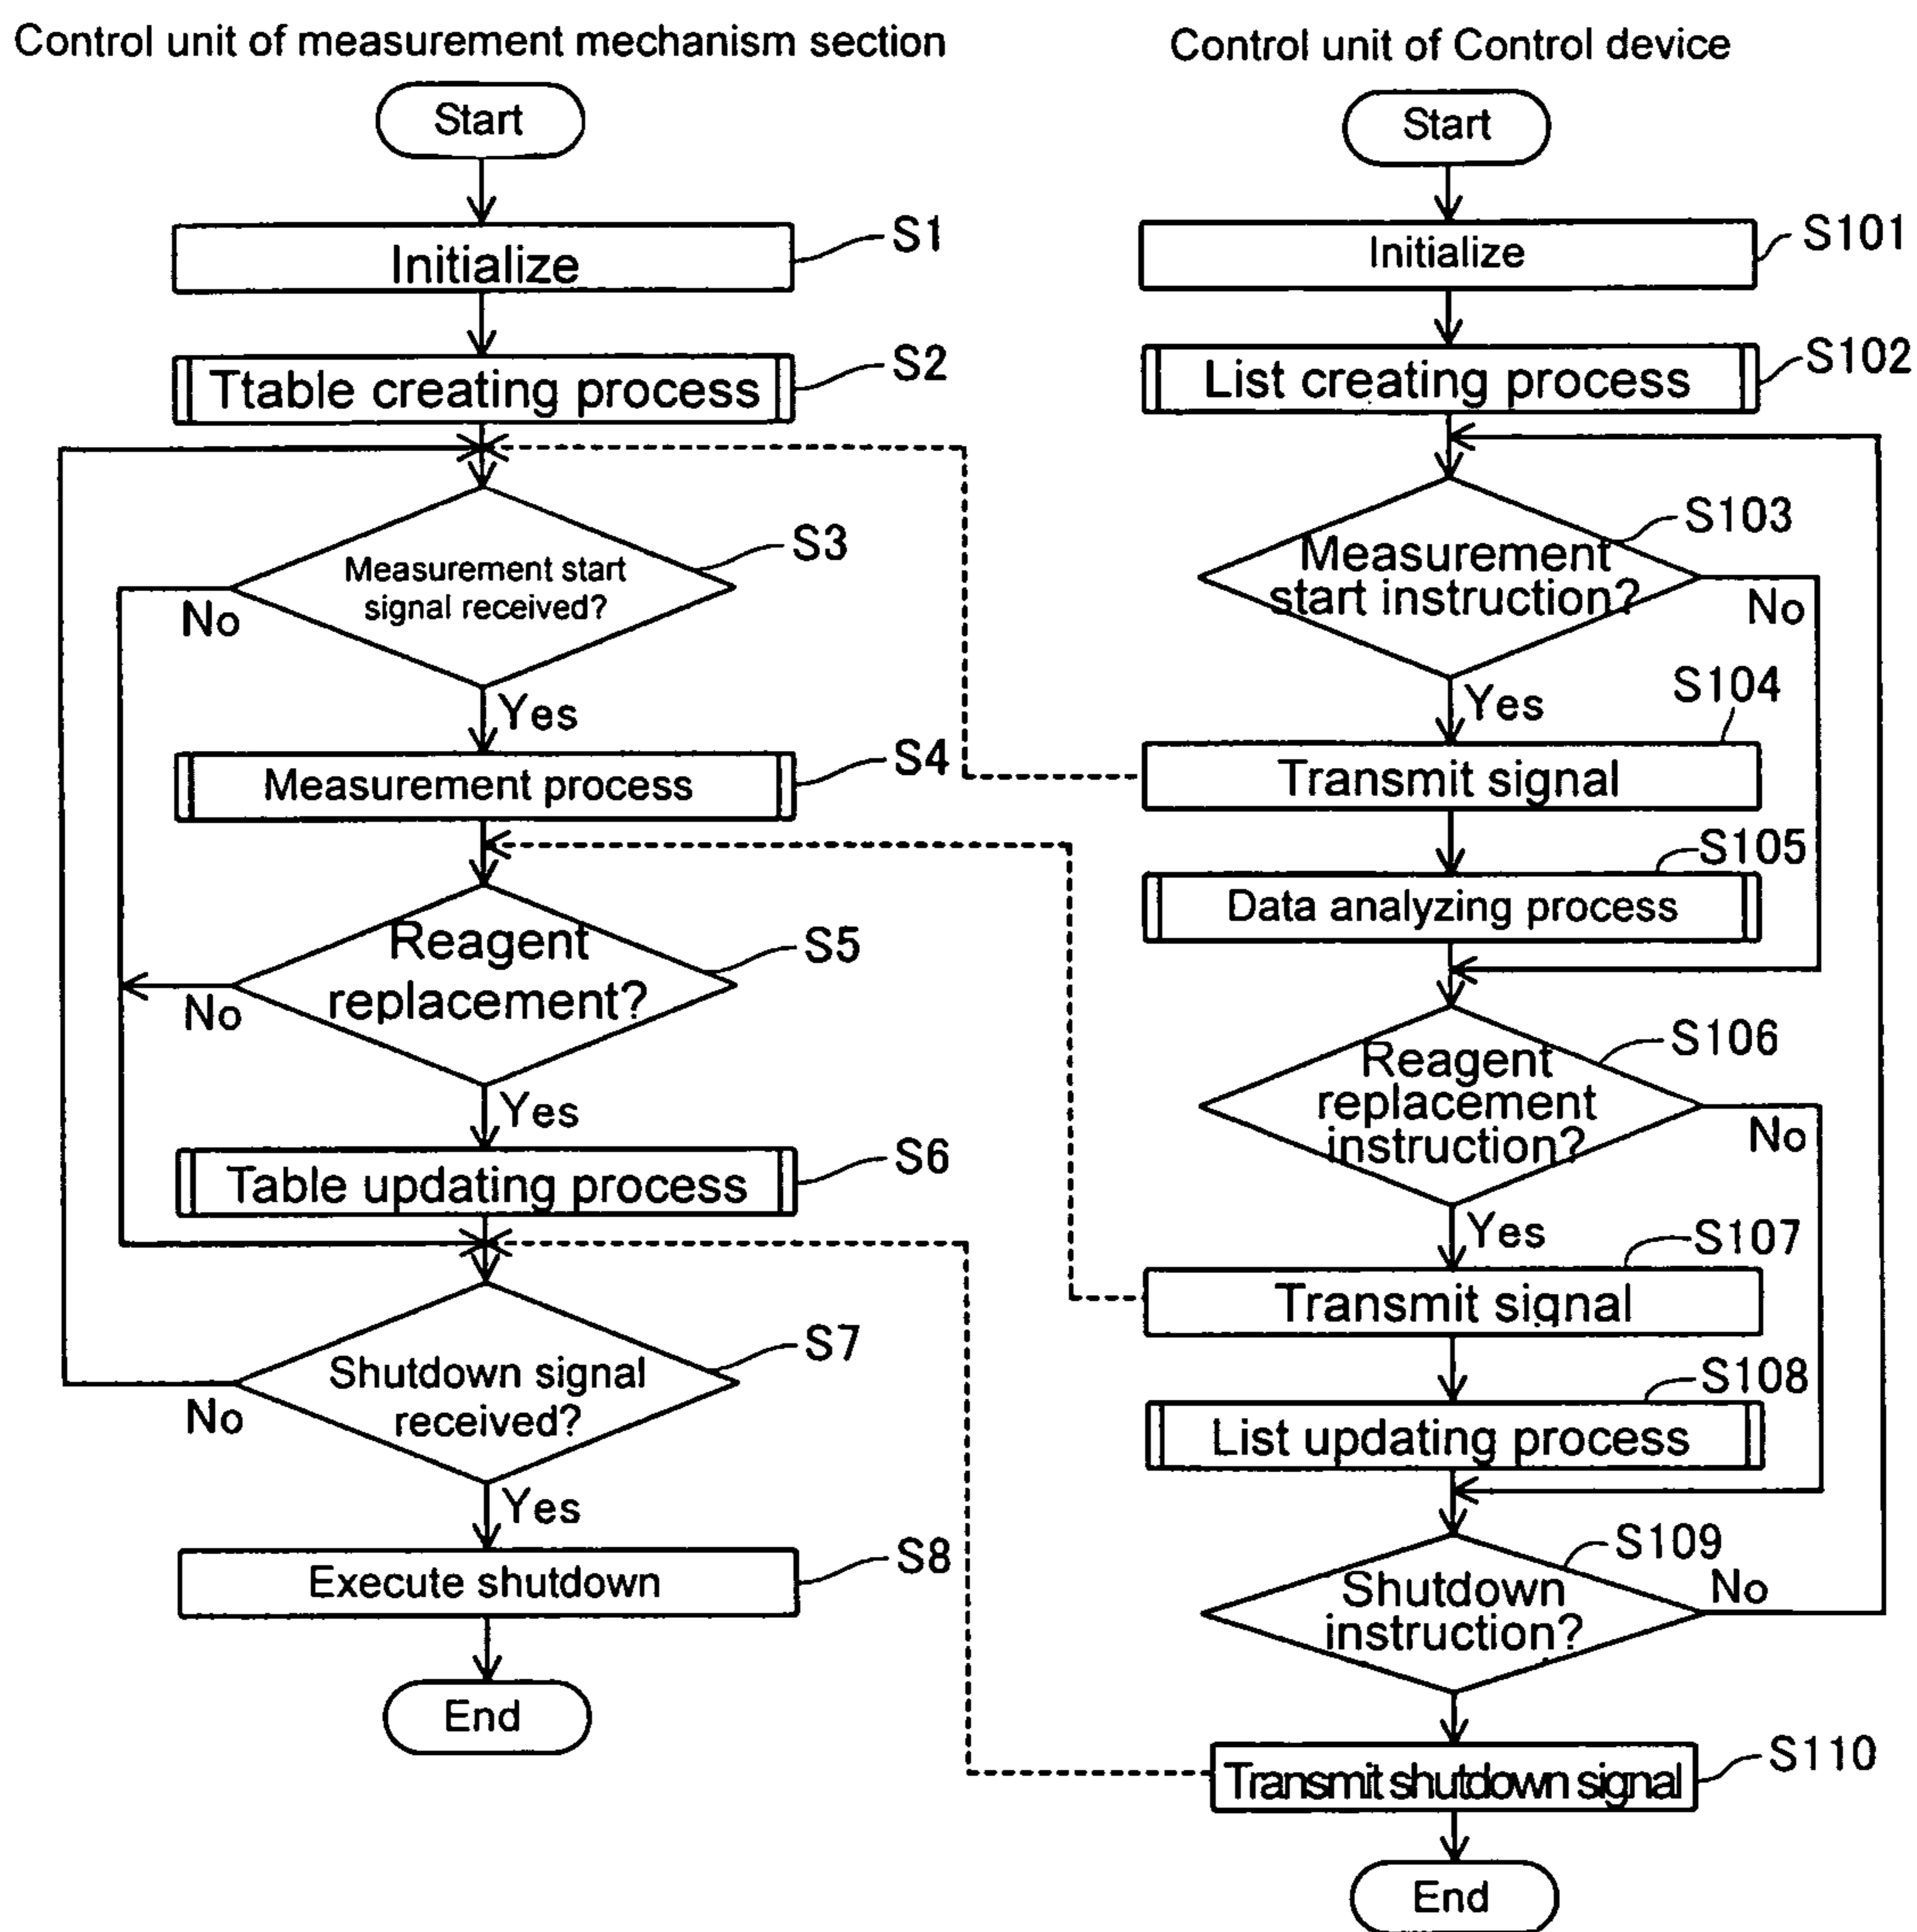 Control unit of measurement mechanism section
Start
Initialize
S1
Ttable creating process
S2
Measurement start
signal received?
S3
No
Yes
Measurement process
S4
Reagent
replacement?
S5
No
Yes
Table updating process
S6
Shutdown signal
received?
S7
No
Yes
Execute shutdown
S8
End
Control unit of Control device
Start
Initialize
S101
List creating process
S102
Measurement
start instruction?
S103
No
Yes
S104
Transmit signal
S105
Data analyzing process
Reagent
replacement
instruction?
S106
No
Yes
S107
Transmit signal
S108
List updating process
S109
Shutdown
instruction?
No
Transmit shutdown signal
S110
End